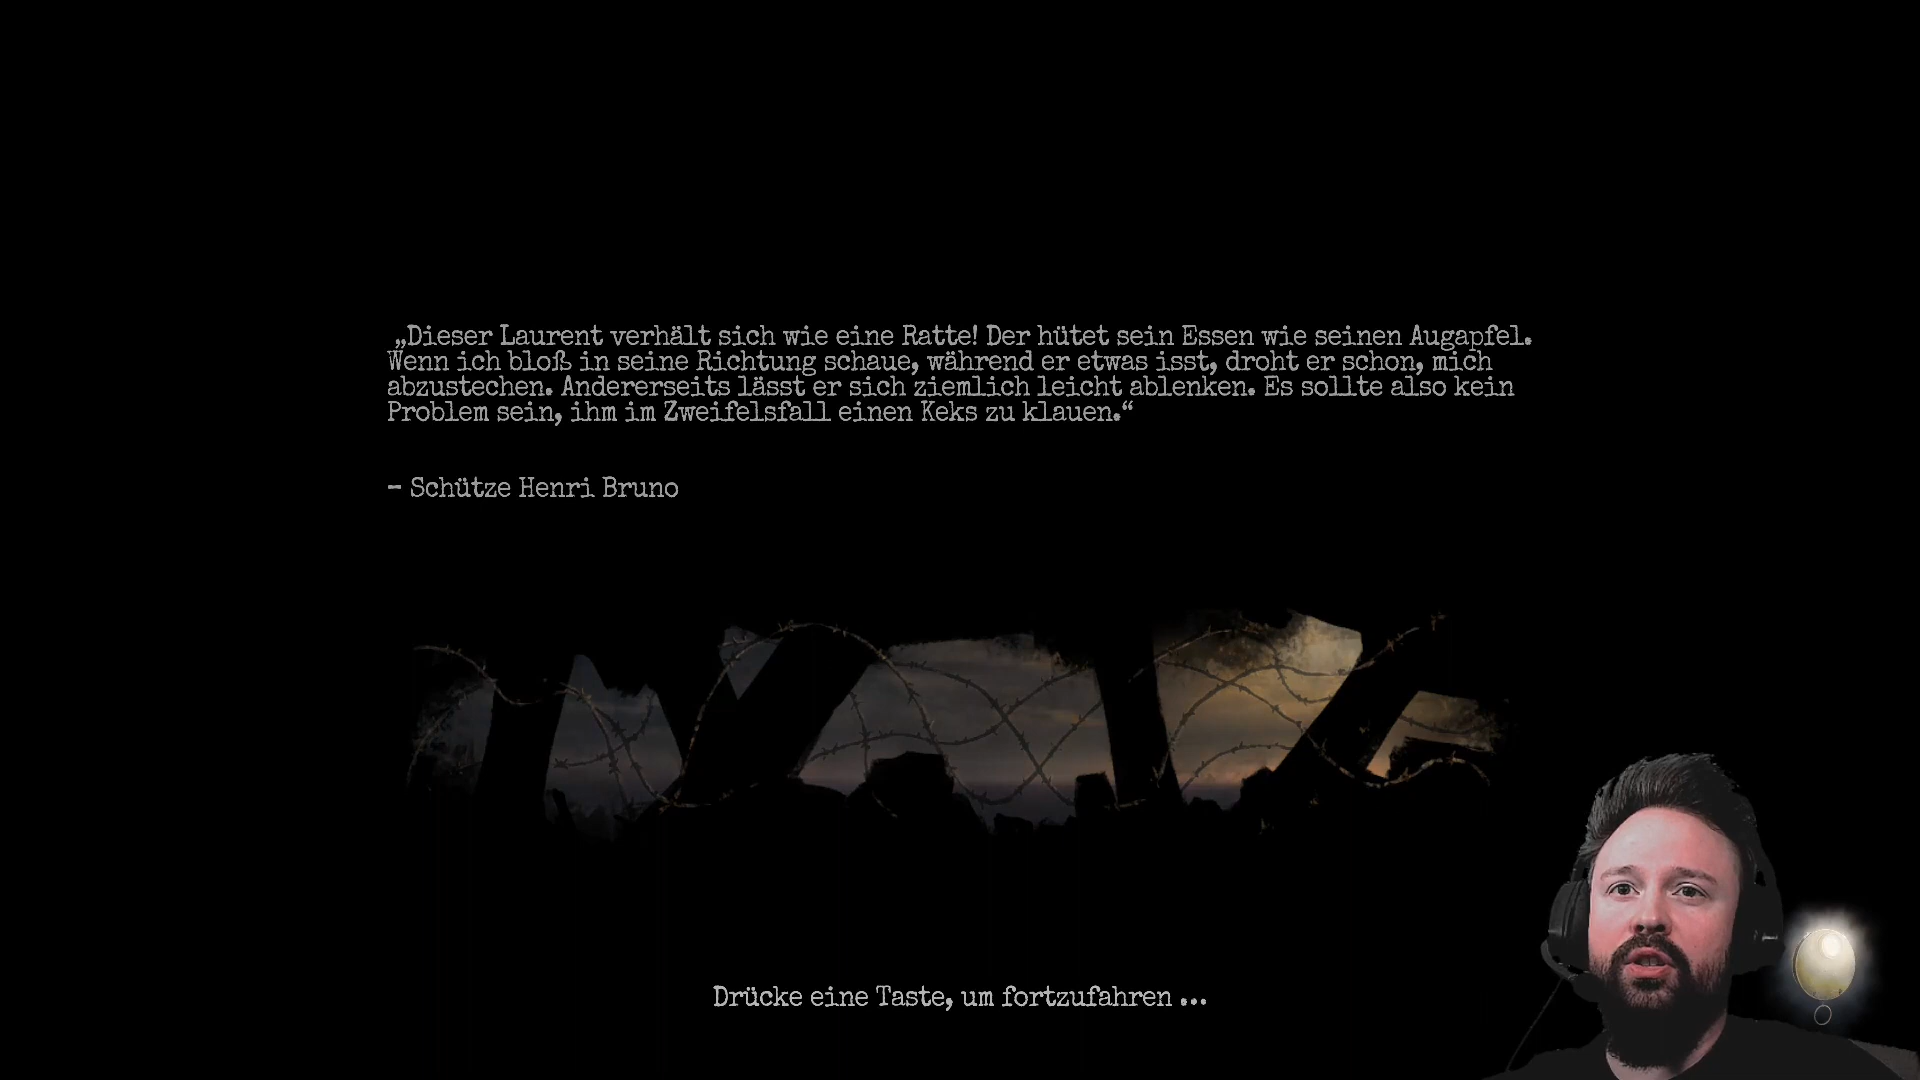 „Dieser Laurent verhält sich wie eine Ratte! Der hütet sein Essen wie seinen Augapfel.
Wenn ich bloß in seine Richtung schaue, während er etwas isst, droht er schon, mich
abzustechen. Andererseits lässt er sich ziemlich leicht ablenken. Es sollte also kein
Problem sein, ihm im Zweifelsfall einen Keks zu klauen.“
– Schütze Henri Bruno
Drücke eine Taste, um fortzufahren ...